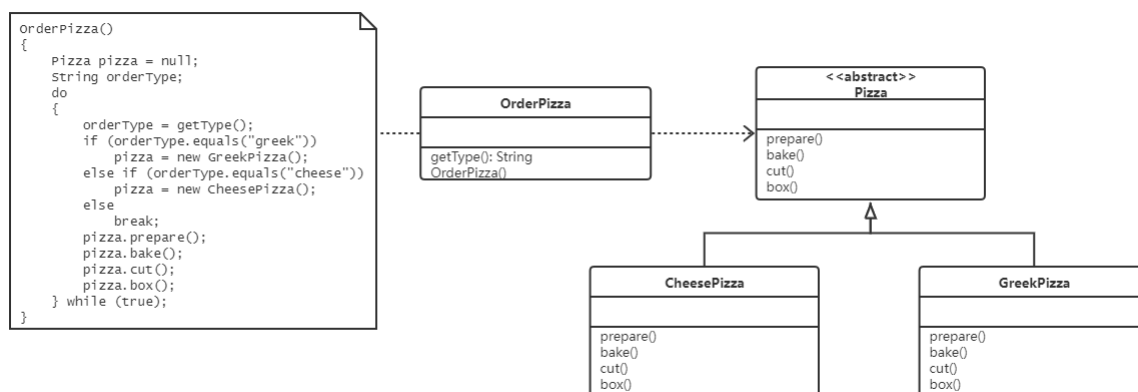 OrderPizza()
{
Pizza pizza = null;
String orderType;
do
{
orderType = getType();
if (orderType.equals("greek"))
pizza = new GreekPizza();
else if (orderType.equals("cheese"))
pizza = new CheesePizza();
else
break;
pizza.prepare();
pizza.bake();
pizza.cut();
pizza.box();
} while (true);
}
OrderPizza
getType(): String
OrderPizza()
<<abstract>>
Pizza
prepare()
bake()
cut()
box()
CheesePizza
prepare()
bake()
cut()
box()
GreekPizza
prepare()
bake()
cut()
box()